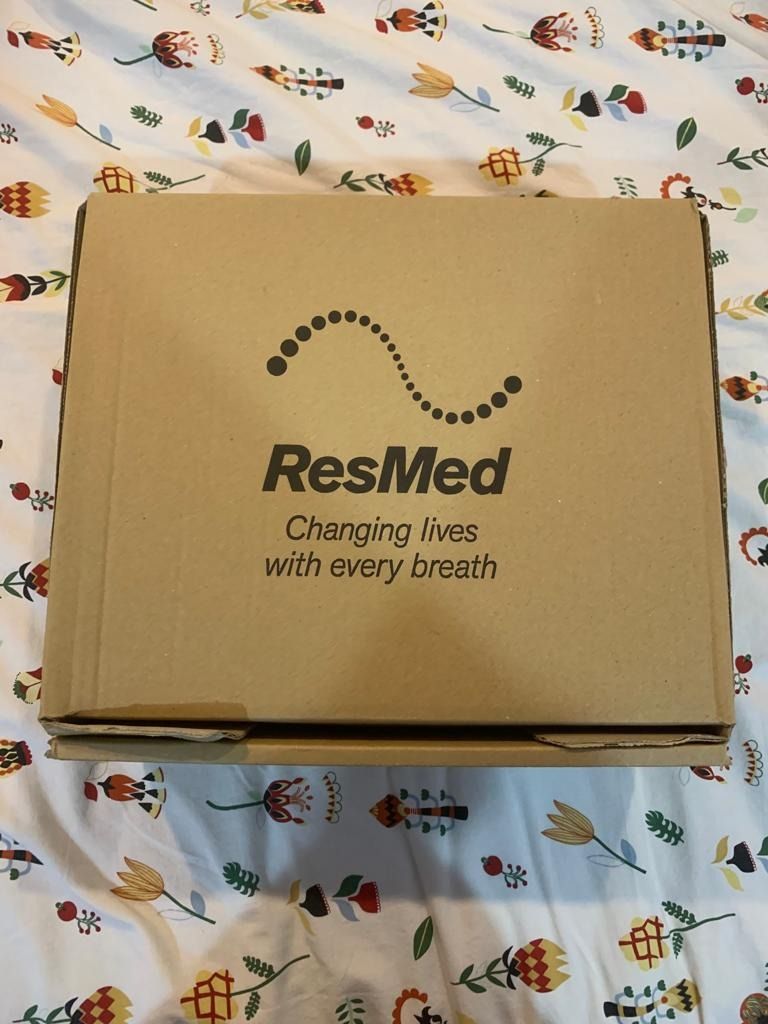 ResMed
Changing lives
with every breath